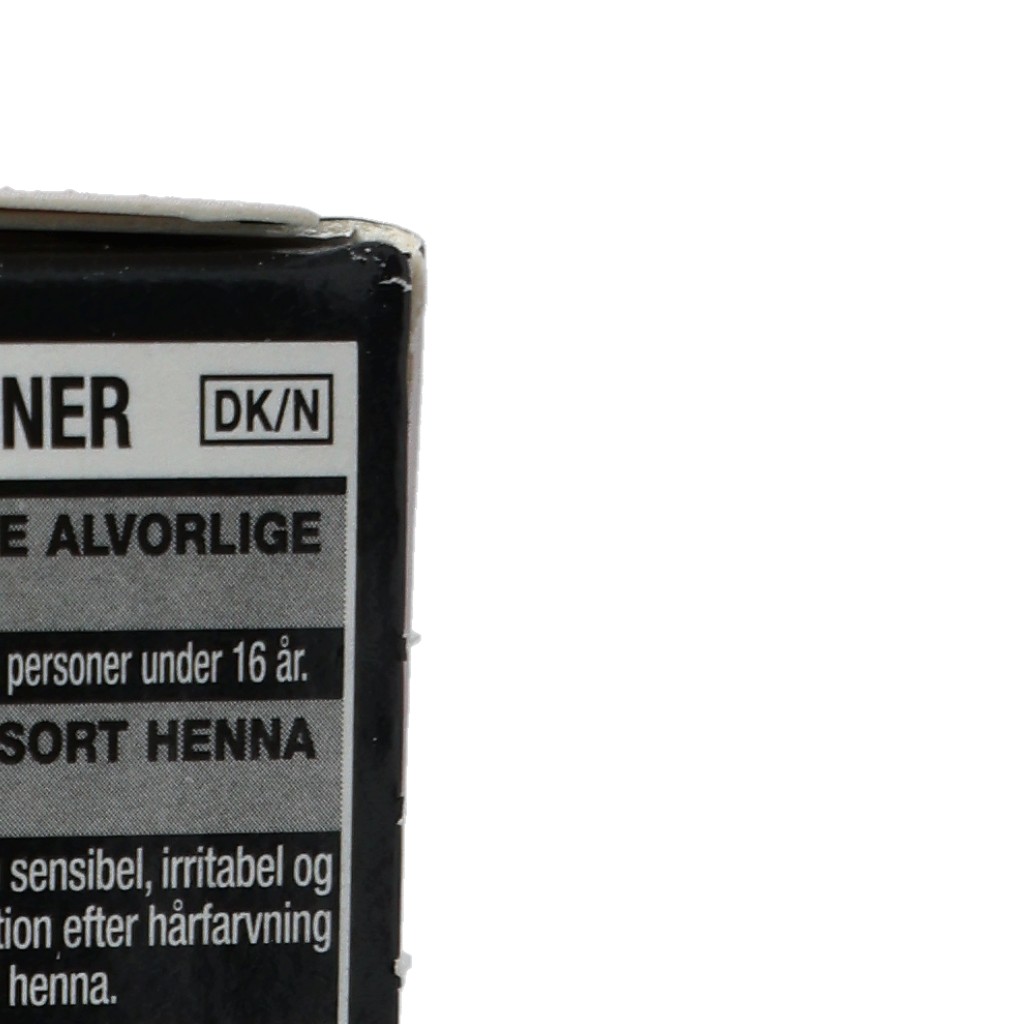 NER DK/N
E ALVORLIGE
personer under 16 år.
SORT HENNA
sensibel, irritabel og
tion efter hårfarvning
henna.